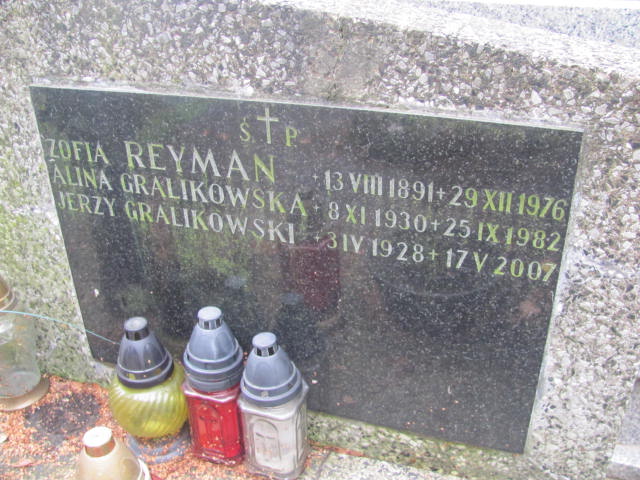 Ś P
ZOFIA REYMAN + 13 VIII 1891 + 29 XII 1976
ALINA GRALIKOWSKA + 8 XI 1930 + 25 IX 1982
JERZY GRALIKOWSKI + 3 IV 1928 + 17 V 2007